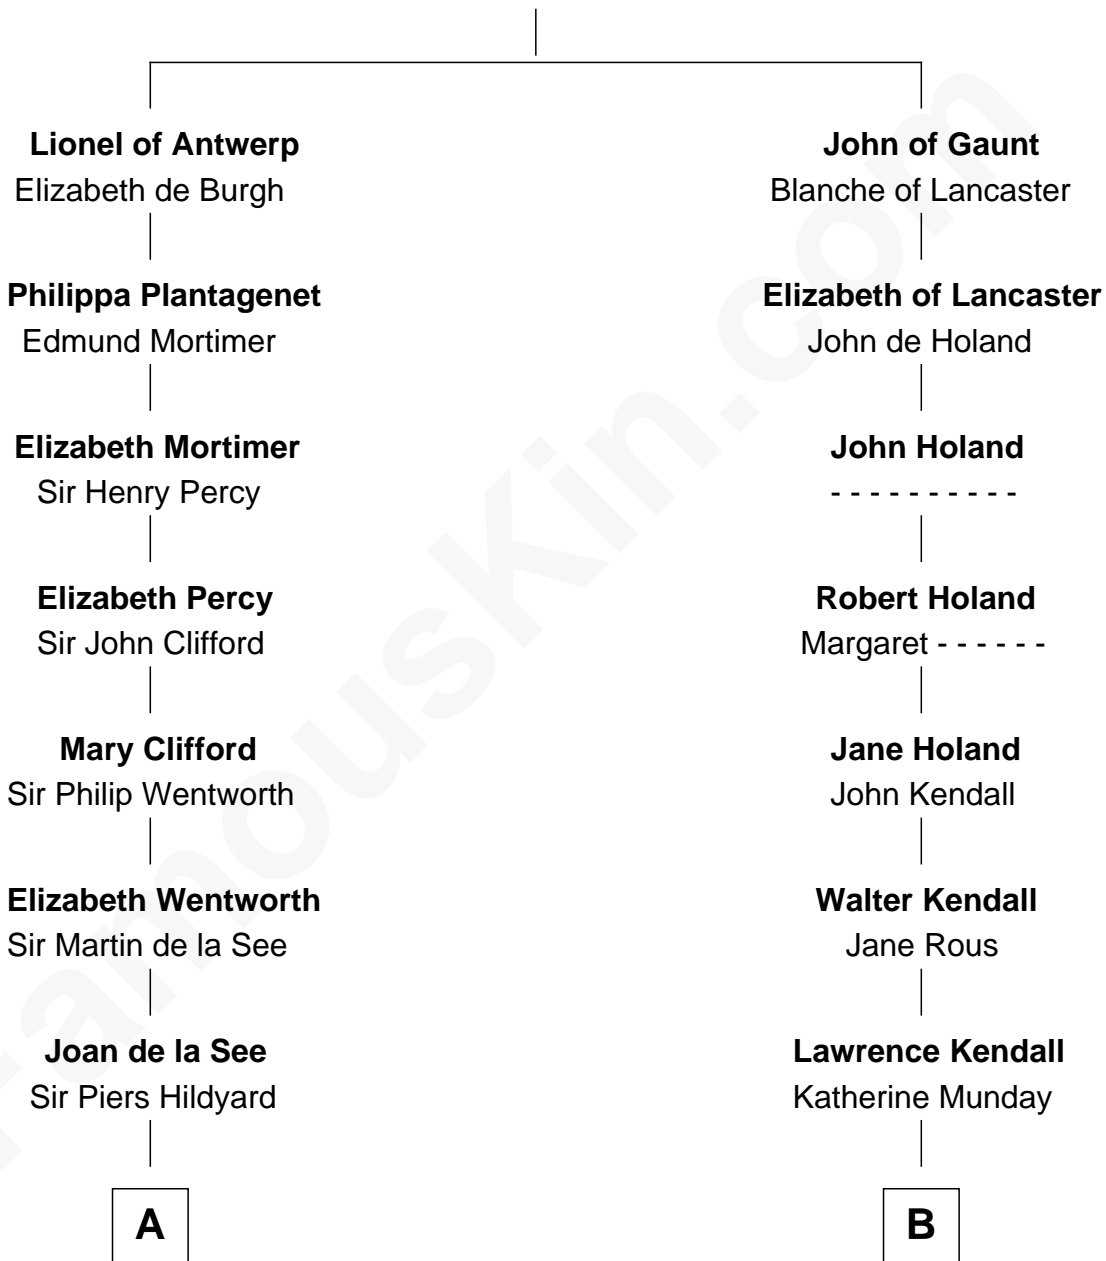 Lionel of Antwerp
Elizabeth de Burgh
Philippa Plantagenet
Edmund Mortimer
Elizabeth Mortimer
Sir Henry Percy
Elizabeth Percy
Sir John Clifford
Mary Clifford
Sir Philip Wentworth
Elizabeth Wentworth
Sir Martin de la See
Joan de la See
Sir Piers Hildyard
A
John of Gaunt
Blanche of Lancaster
Elizabeth of Lancaster
John de Holand
John Holand
- - - - - - - - - -
Robert Holand
Margaret - - - - - -
Jane Holand
John Kendall
Walter Kendall
Jane Rous
Lawrence Kendall
Katherine Munday
B
FamousKin.com